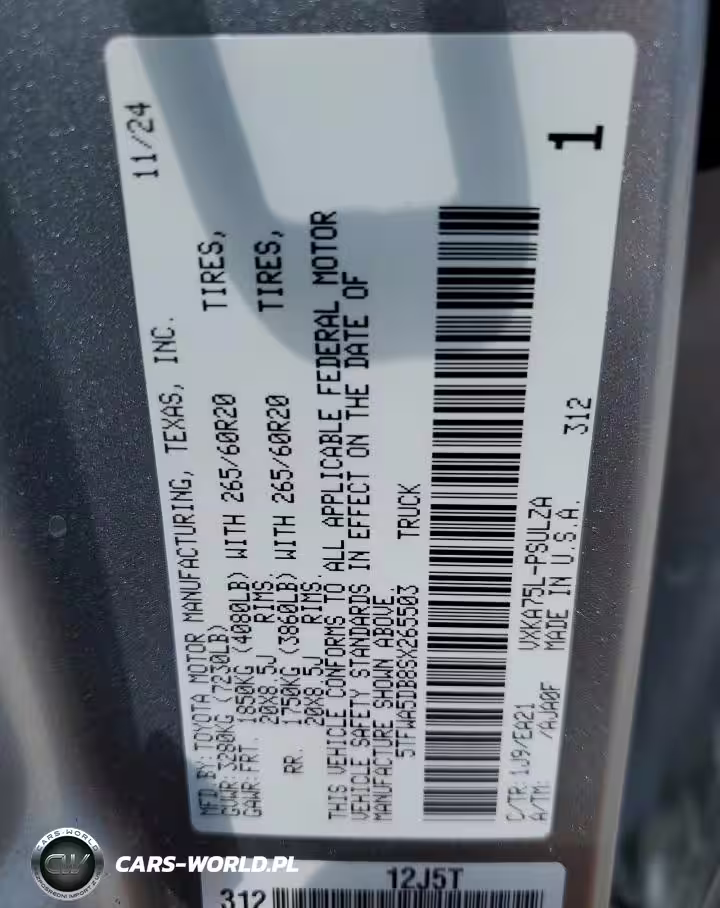 11/24
MFD BY: TOYOTA MOTOR MANUFACTURING, TEXAS, INC.
GVWR: 3280KG (7230LB)
GAWR: FRT. 1850KG (4080LB) WITH 265/60R20 TIRES,
20X8.5J RIMS.
RR. 1750KG (3860LB) WITH 265/60R20 TIRES,
20X8.5J RIMS.
THIS VEHICLE CONFORMS TO ALL APPLICABLE FEDERAL MOTOR
VEHICLE SAFETY STANDARDS IN EFFECT ON THE DATE OF
MANUFACTURE SHOWN ABOVE.
5TFWA5DB8SX265503 TRUCK
1
312
C/TR: 1J9/EA21 VXKA75L-PSULZA
A/TM: /AJA0F MADE IN U.S.A.
12J5T
312
CARS-WORLD
CW
CARS-WORLD.PL